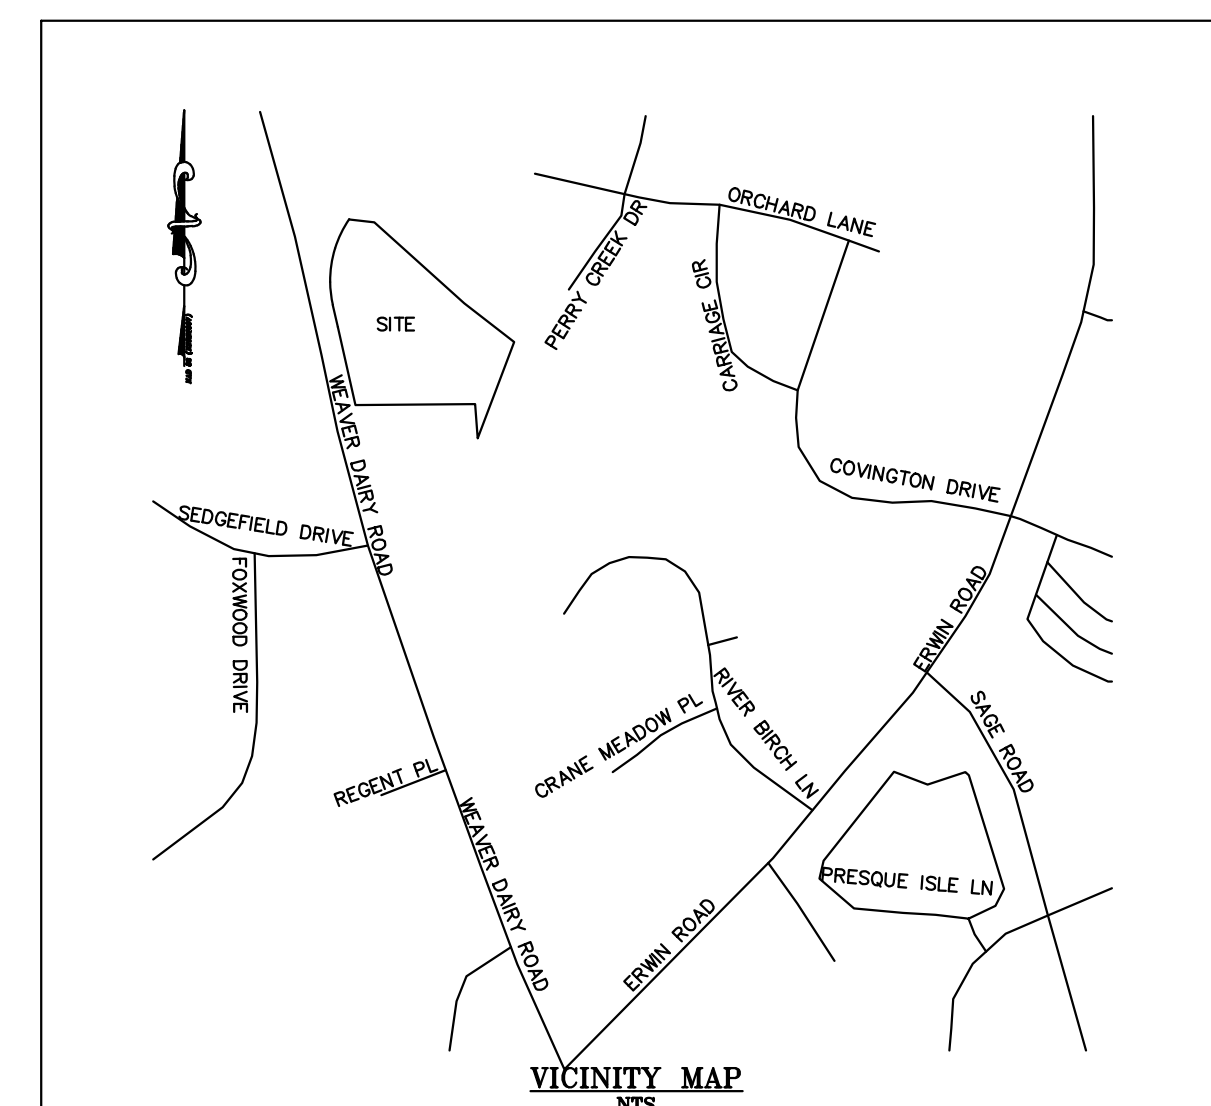 ORCHARD LANE
PERRY CREEK DR
CARRIAGE CIR
SITE
WEAVER DAIRY ROAD
COVINGTON DRIVE
SEDGEFIELD DRIVE
FOXWOOD DRIVE
ERWIN ROAD
RIVER BIRCH LN
SAGE ROAD
CRANE MEADOW PL
REGENT PL
WEAVER DAIRY ROAD
PRESQUE ISLE LN
ERWIN ROAD
VICINITY MAP
NTS